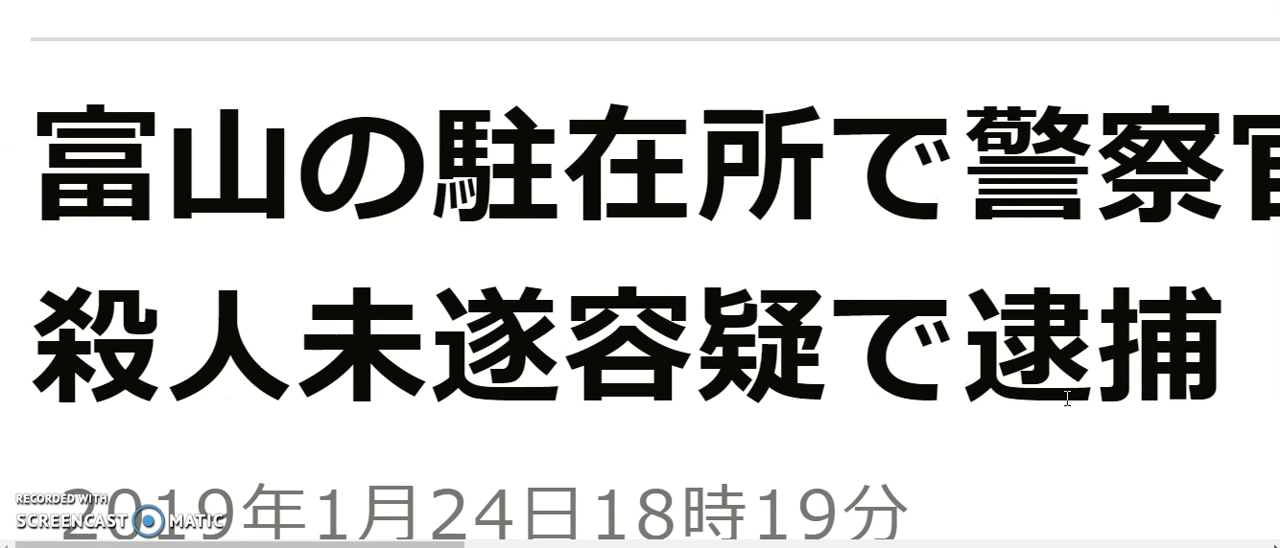 富山の駐在所で警察官
殺人未遂容疑で逮捕
2019年1月24日18時19分
RECORDED WITH
SCREENCAST MATIC